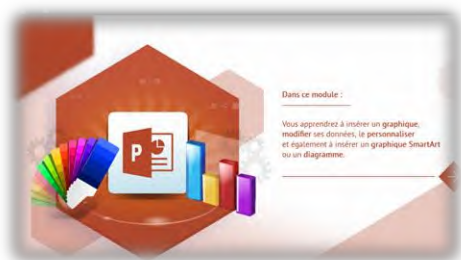 Dans ce module :
Vous apprendrez à insérer un graphique,
modifier ses données, le personnaliser
et également à insérer un graphique SmartArt
ou un diagramme.
P